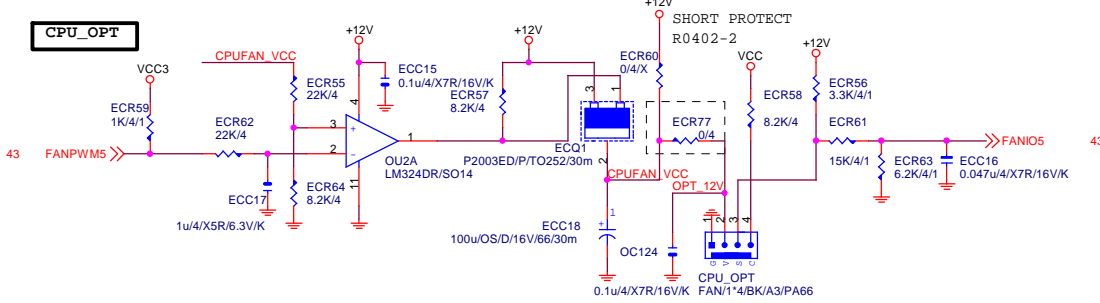 CPU_OPT
+12V
SHORT PROTECT
R0402-2
+12V
+12V
+12V
VCC3
CPUFAN_VCC
ECR55
22K/4
ECC15
0.1u/4/X7R/16V/K
ECR57
8.2K/4
ECR60
0/4/X
VCC
ECR56
3.3K/4/1
ECR59
1K/4/1
ECR62
22K/4
4
3
2
1
11
+
-
OU2A
LM324DR/SO14
3
1
2
ECQ1
P2003ED/P/TO252/30m
ECR77
0/4
ECR58
8.2K/4
ECR61
15K/4/1
43
FANPWM5
FANIO5
43
ECR63
6.2K/4/1
ECC16
0.047u/4/X7R/16V/K
ECR64
8.2K/4
ECC17
1u/4/X5R/6.3V/K
CPUFAN_VCC
OPT_12V
1
+
ECC18
100u/OS/D/16V/66/30m
OC124
0.1u/4/X7R/16V/K
1
2
3
4
G
V
S
C
CPU_OPT
FAN/1*4/BK/A3/PA66